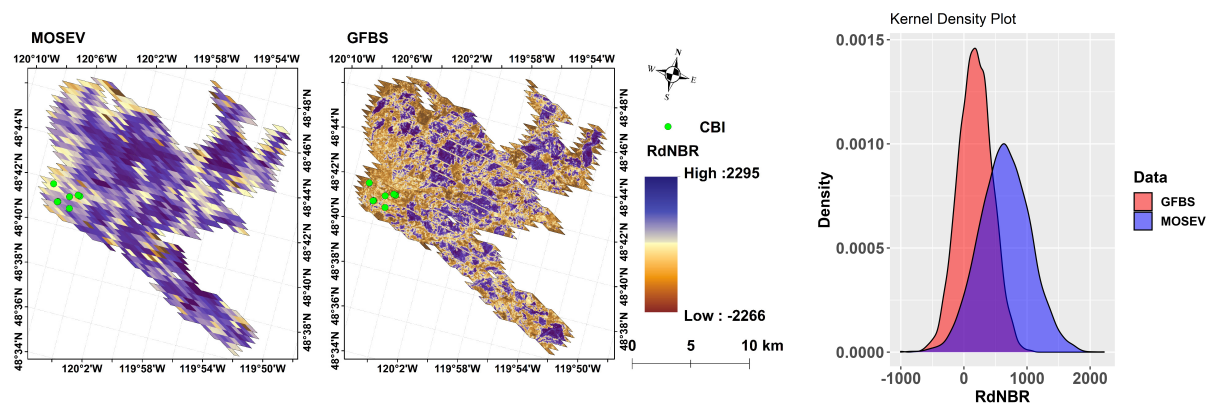 MOSEV
120°10'W 120°6'W 120°2'W 119°58'W 119°54'W
48°44'N
48°42'N
48°40'N
48°38'N
48°36'N
48°34'N
48°48'N
48°46'N
48°44'N
48°42'N
48°40'N
48°38'N
120°2'W 119°58'W 119°54'W 119°50'W
GFBS
120°10'W 120°6'W 120°2'W 119°58'W 119°54'W
48°44'N
48°42'N
48°40'N
48°38'N
48°36'N
48°34'N
48°48'N
48°46'N
48°44'N
48°42'N
48°40'N
48°38'N
120°2'W 119°58'W 119°54'W 119°50'W
N
W
E
S
CBI
RdNBR
High :2295
Low : -2266
0 5 10 km
Kernel Density Plot
Density
0.0015
0.0010
0.0005
0.0000
-1000 0 1000 2000
RdNBR
Data
GFBS
MOSEV